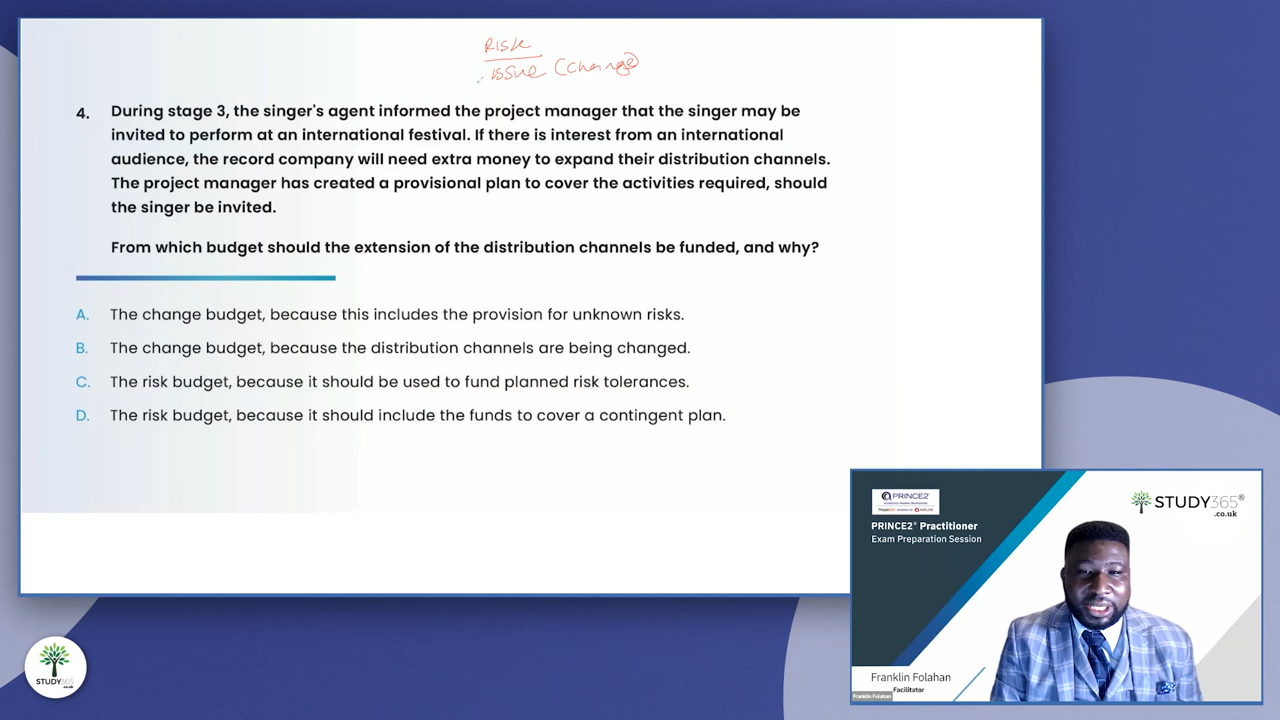 RISK
ISSUE (change)
4. During stage 3, the singer's agent informed the project manager that the singer may be
invited to perform at an international festival. If there is interest from an international
audience, the record company will need extra money to expand their distribution channels.
The project manager has created a provisional plan to cover the activities required, should
the singer be invited.
From which budget should the extension of the distribution channels be funded, and why?
A. The change budget, because this includes the provision for unknown risks.
B. The change budget, because the distribution channels are being changed.
C. The risk budget, because it should be used to fund planned risk tolerances.
D. The risk budget, because it should include the funds to cover a contingent plan.
PRINCE2
PRINCE2® Practitioner
Exam Preparation Session
STUDY365®
.co.uk
Franklin Folahan
Facilitator
Franklin Folahan
STUDY365
.co.uk